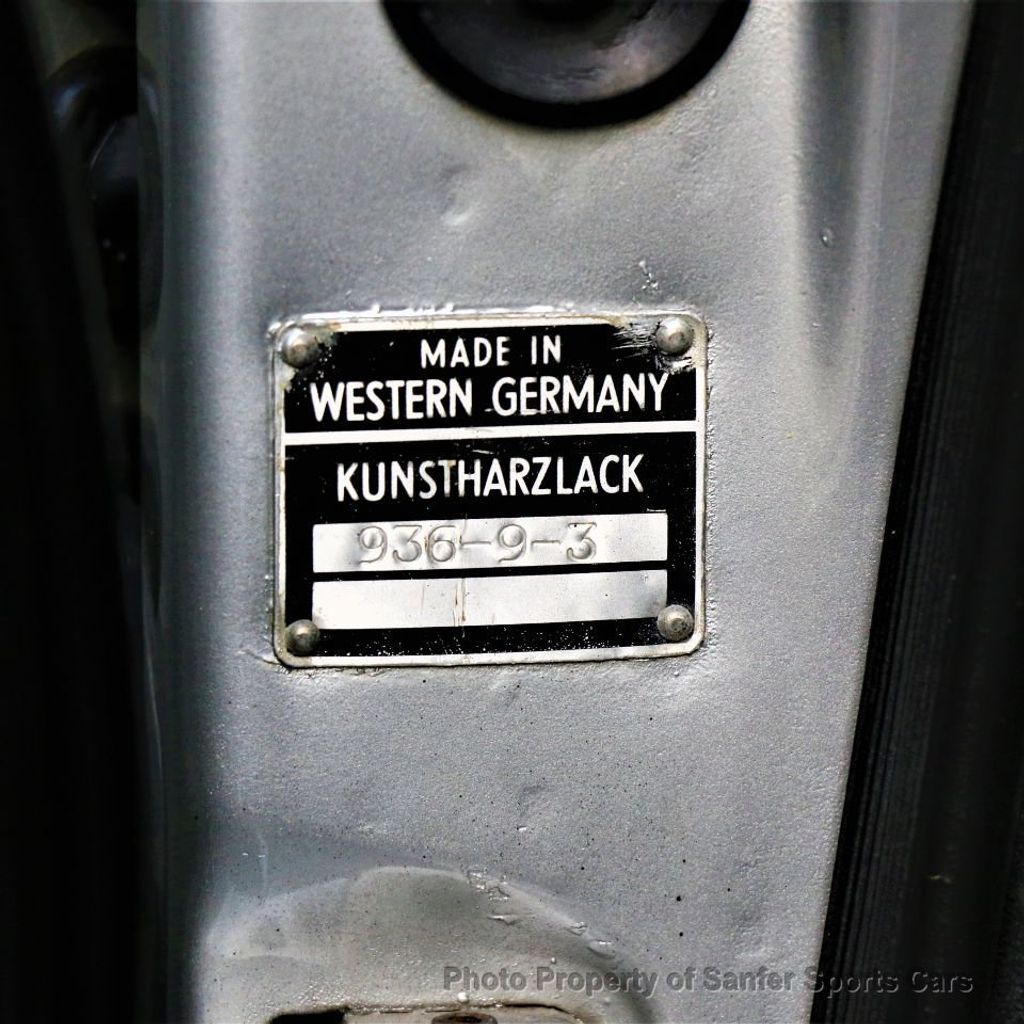 MADE IN
WESTERN GERMANY
KUNSTHARZLACK
936-9-3
Photo Property of Sanfer Sports Cars